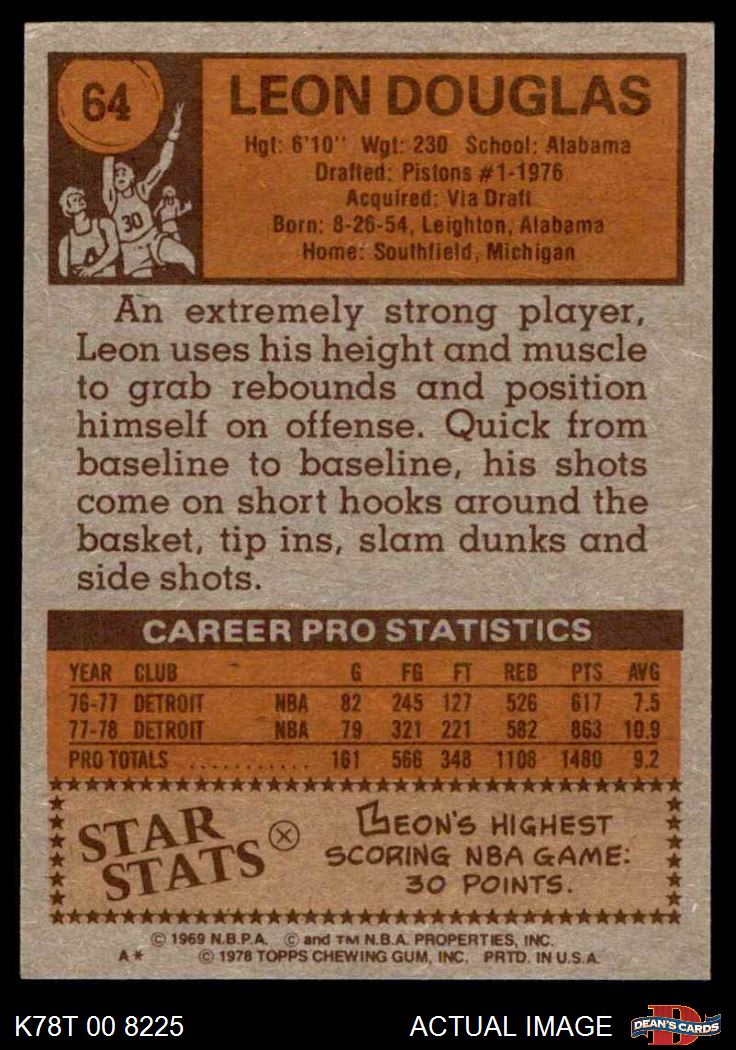 64
LEON DOUGLAS
Hgt: 6'10" Wgt: 230 School: Alabama
Drafted: Pistons #1-1976
Acquired: Via Draft
Born: 8-26-54, Leighton, Alabama
Home: Southfield, Michigan
30
An extremely strong player,
Leon uses his height and muscle
to grab rebounds and position
himself on offense. Quick from
baseline to baseline, his shots
come on short hooks around the
basket, tip ins, slam dunks and
side shots.
CAREER PRO STATISTICS
YEAR CLUB G FG FT REB PTS AVG
76-77 DETROIT NBA 82 245 127 526 617 7.5
77-78 DETROIT NBA 79 321 221 582 863 10.9
PRO TOTALS ........... 161 566 348 1108 1480 9.2
STAR STATS
LEON'S HIGHEST
SCORING NBA GAME:
30 POINTS.
© 1969 N.B.P.A. © and TM N.B.A. PROPERTIES, INC.
A* © 1978 TOPPS CHEWING GUM, INC. PRTD. IN U.S.A.
K78T 00 8225 ACTUAL IMAGE DEAN'S CARDS